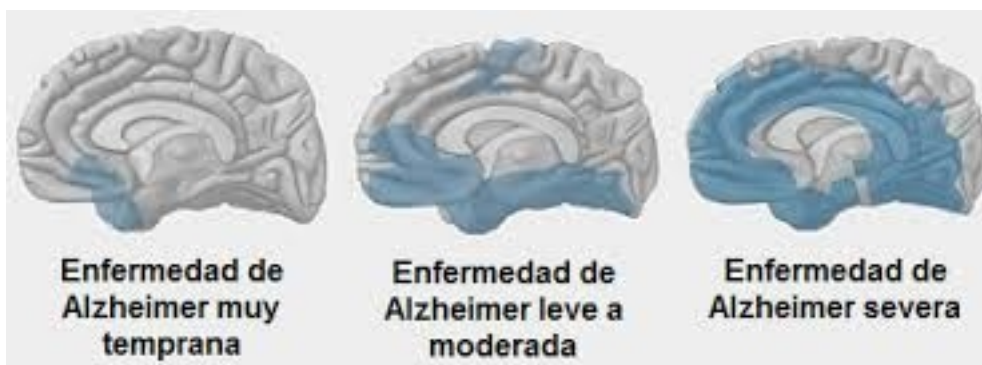 Enfermedad de
Alzheimer muy
temprana
Enfermedad de
Alzheimer leve a
moderada
Enfermedad de
Alzheimer severa